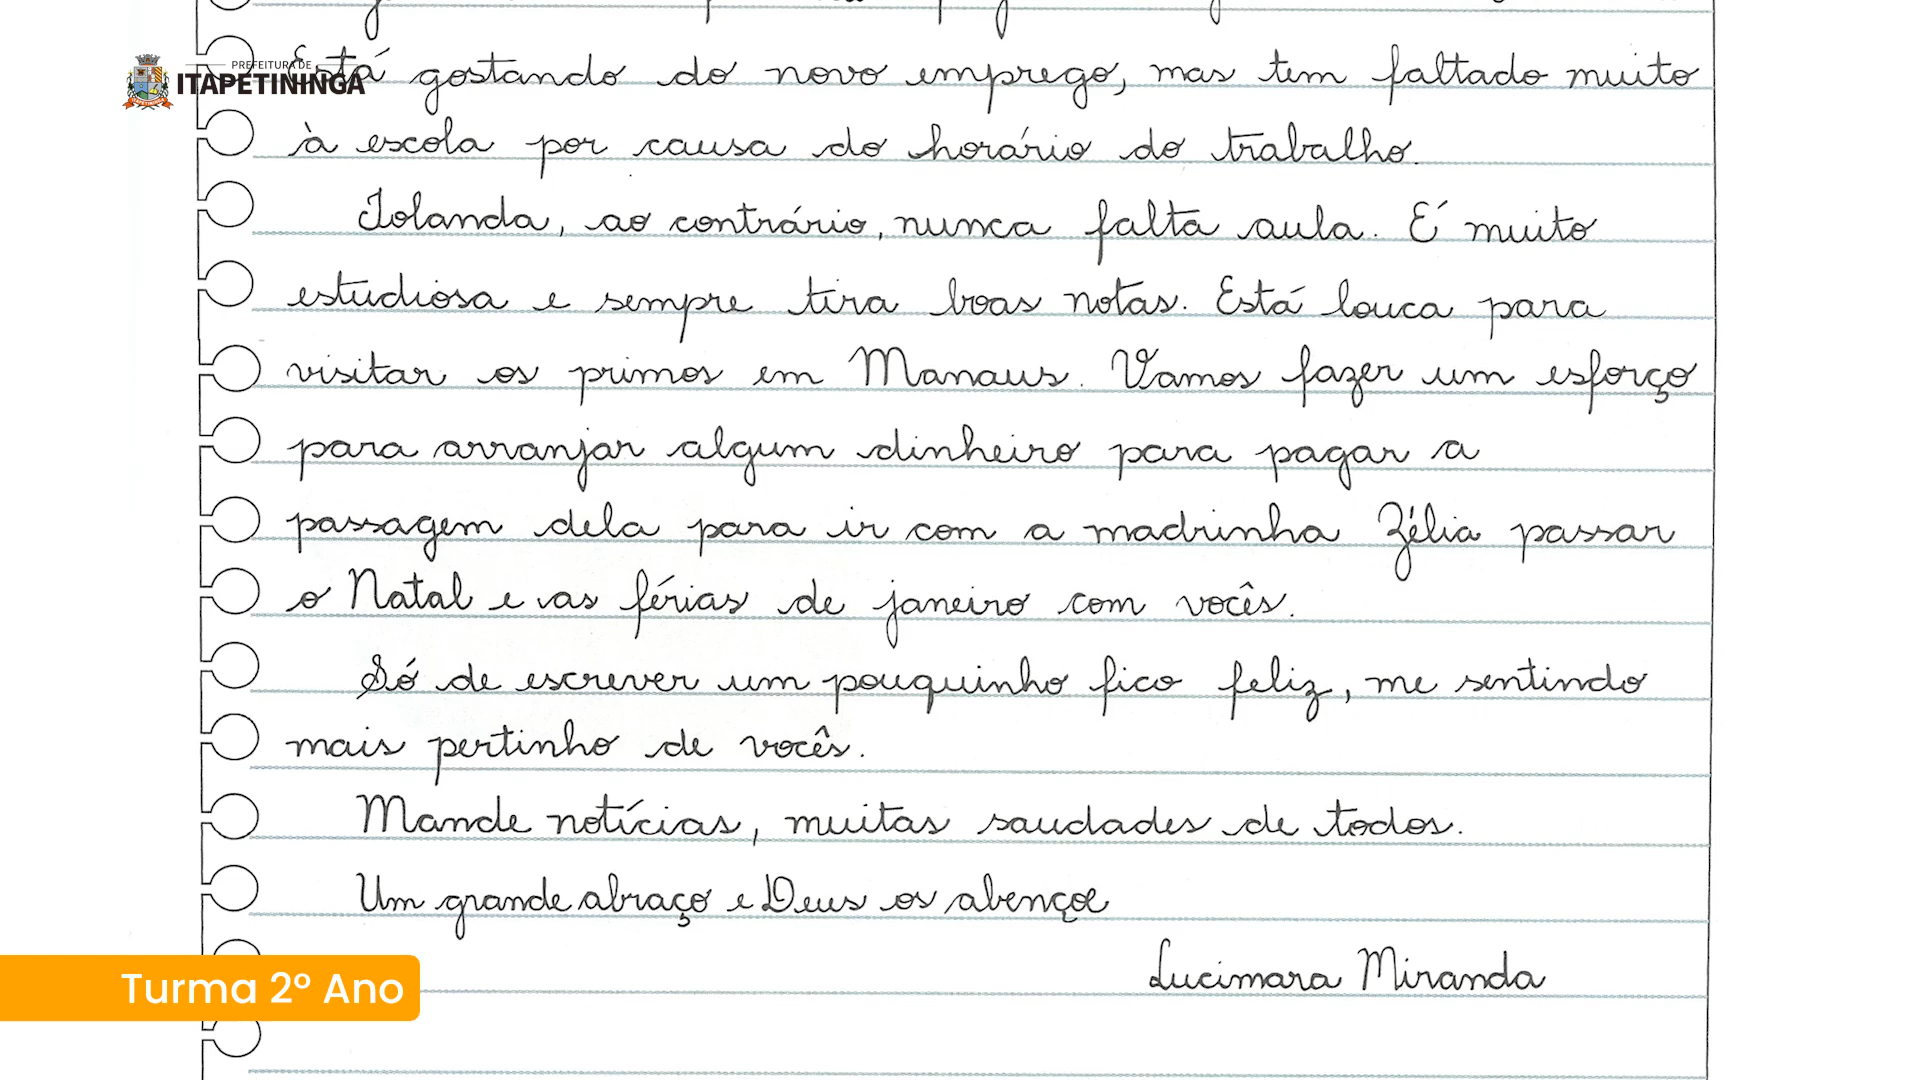 PREFEITURA DE
ITAPETININGA
Está gostando do novo emprego, mas tem faltado muito
à escola por causa do horário do trabalho.
Iolanda, ao contrário, nunca falta aula. É muito
estudiosa e sempre tira boas notas. Está louca para
visitar os primos em Manaus. Vamos fazer um esforço
para arranjar algum dinheiro para pagar a
passagem dela para ir com a madrinha Zélia passar
o Natal e as férias de janeiro com vocês.
Só de escrever um pouquinho fico feliz, me sentindo
mais pertinho de vocês.
Mande notícias, muitas saudades de todos.
Um grande abraço e Deus os abençoe
Lucimara Miranda
Turma 2º Ano